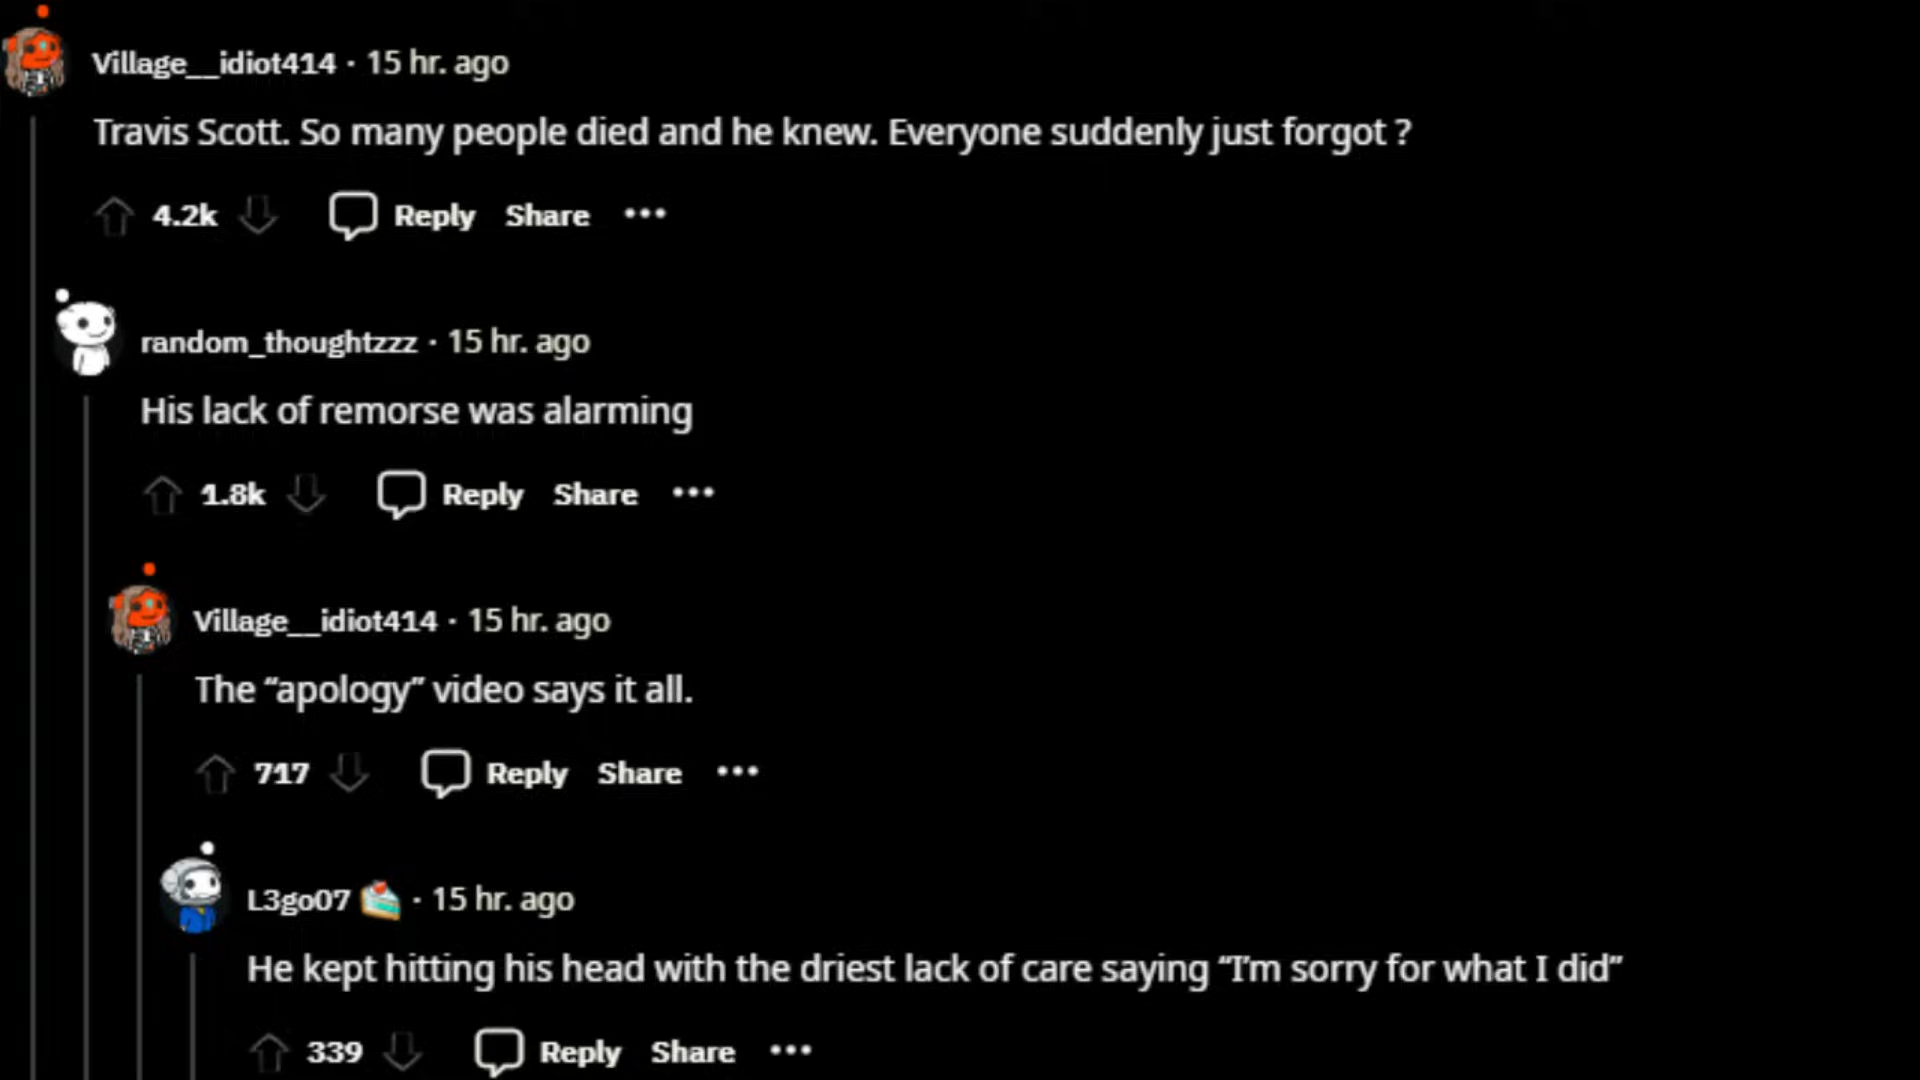 Village__idiot414 · 15 hr. ago
Travis Scott. So many people died and he knew. Everyone suddenly just forgot ?
4.2k Reply Share •••
random_thoughtzzz · 15 hr. ago
His lack of remorse was alarming
1.8k Reply Share •••
Village__idiot414 · 15 hr. ago
The “apology” video says it all.
717 Reply Share •••
L3go07 🍰 · 15 hr. ago
He kept hitting his head with the driest lack of care saying “I’m sorry for what I did”
339 Reply Share •••